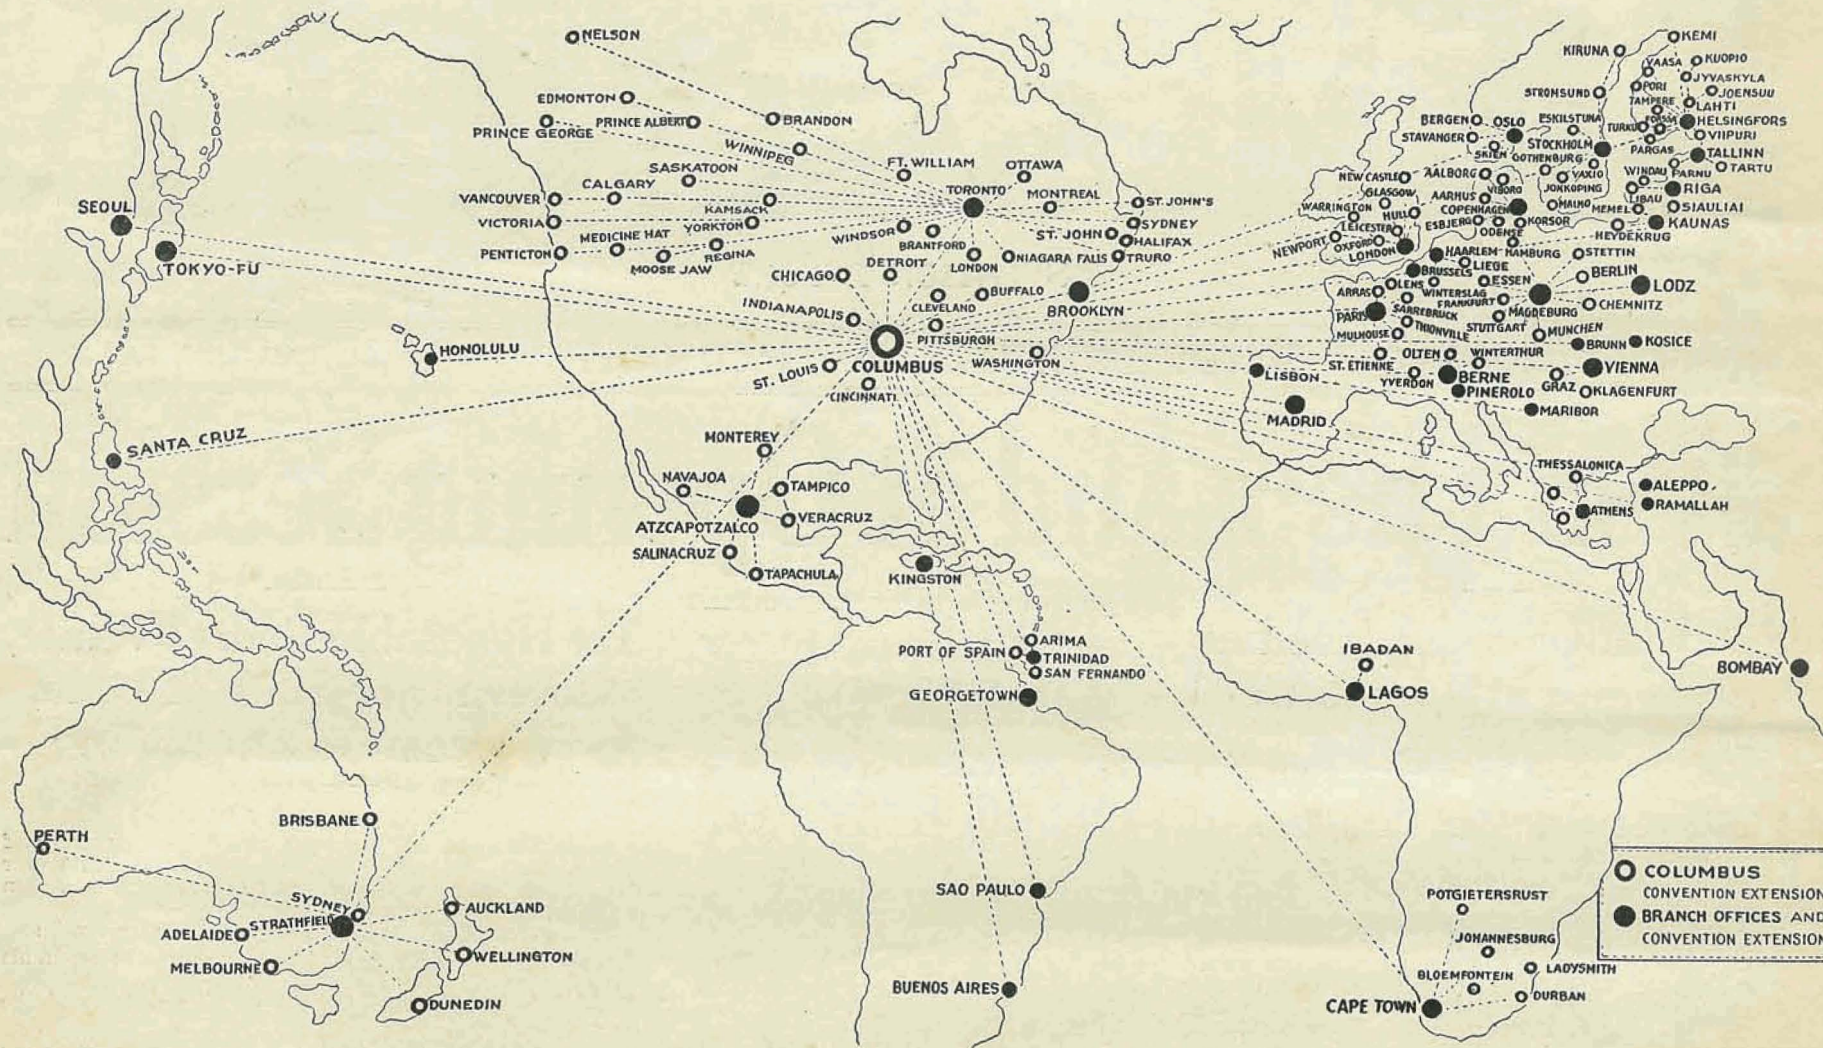 NELSON
EDMONTON
PRINCE GEORGE
PRINCE ALBERT
BRANDON
WINNIPEG
SASKATOON
FT. WILLIAM
OTTAWA
VANCOUVER
CALGARY
KAMSACK
TORONTO
MONTREAL
ST. JOHN'S
VICTORIA
YORKTON
SYDNEY
MEDICINE HAT
WINDSOR
BRANTFORD
ST. JOHN
HALIFAX
PENTICTON
MOOSE JAW
REGINA
LONDON
NIAGARA FALLS
TRURO
CHICAGO
DETROIT
INDIANAPOLIS
CLEVELAND
BUFFALO
BROOKLYN
PITTSBURGH
WASHINGTON
ST. LOUIS
COLUMBUS
CINCINNATI
SEOUL
TOKYO-FU
HONOLULU
SANTA CRUZ
MONTEREY
NAVAJOA
TAMPICO
ATZCAPOTZALCO
VERACRUZ
SALINACRUZ
TAPACHULA
KINGSTON
ARIMA
PORT OF SPAIN
TRINIDAD
SAN FERNANDO
GEORGETOWN
SAO PAULO
BUENOS AIRES
KIRUNA
KEMI
VAASA
KUOPIO
JYVASKYLA
STROMSUND
PORI
JOENSUU
TAMPERE
LAHTI
BERGEN
OSLO
ESKILSTUNA
TURKU
FORSSA
HELSINGFORS
STAVANGER
SKIEN
STOCKHOLM
VIIPURI
PARGAS
GOTHENBURG
TALLINN
NEWCASTLE
AALBORG
VAXIO
WINDAU
PARNU
TARTU
GLASGOW
AARHUS
VIBORG
JONKOPING
RIGA
LIBAU
WARRINGTON
HULL
COPENHAGEN
MALMO
MEMEL
SIAULIAI
LEICESTER
ESBJERG
ODENSE
KORSOR
HEYDEKRUG
KAUNAS
NEWPORT
OXFORD
LONDON
HAARLEM
HAMBURG
STETTIN
BRUSSELS
LIEGE
BERLIN
ARRAS
LENS
WINTERSLAG
ESSEN
LODZ
FRANKFURT
PARIS
SARREBRUCK
MAGDEBURG
CHEMNITZ
MULHOUSE
THIONVILLE
STUTTGART
MUNCHEN
BRUNN
KOSICE
ST. ETIENNE
OLTEN
WINTERTHUR
VIENNA
LISBON
YVERDON
BERNE
GRAZ
KLAGENFURT
PINEROLO
MADRID
MARIBOR
THESSALONICA
ALEPPO
ATHENS
RAMALLAH
IBADAN
LAGOS
BOMBAY
PERTH
BRISBANE
SYDNEY
STRATHFIELD
AUCKLAND
ADELAIDE
MELBOURNE
WELLINGTON
DUNEDIN
POTGIETERSRUST
JOHANNESBURG
BLOEMFONTEIN
LADYSMITH
CAPE TOWN
DURBAN
COLUMBUS
CONVENTION EXTENSION
BRANCH OFFICES AND
CONVENTION EXTENSION